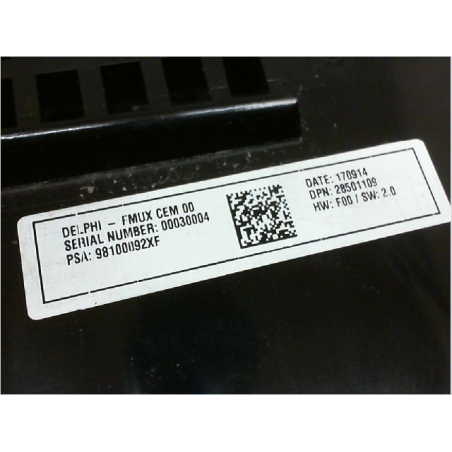 DELPHI - FMUX CEM 00
SERIAL NUMBER: 00030004
PSA: 98100092XF
DATE: 170914
DPN: 28501109
HW: F00 / SW: 2.0